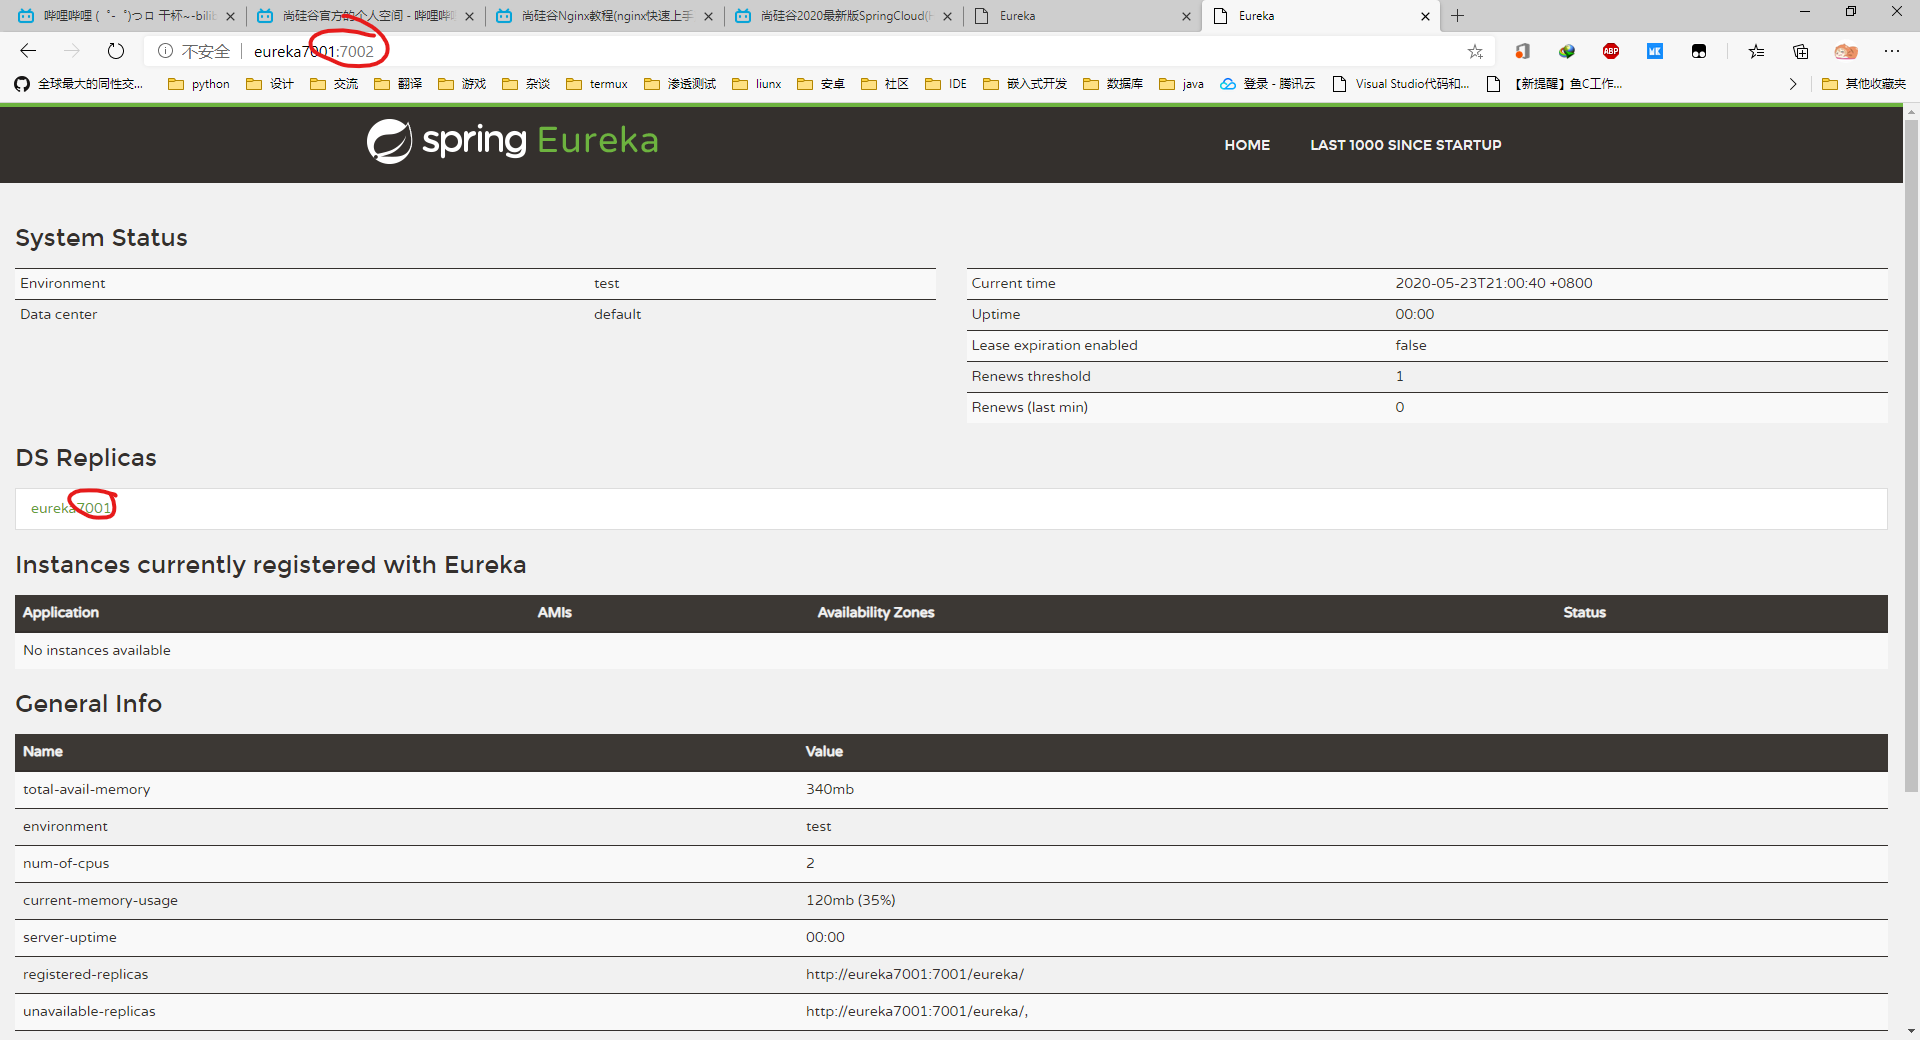 哔哩哔哩 (゜-゜)つロ 干杯~-bilib
尚硅谷官方的个人空间 - 哔哩哔哩
尚硅谷Nginx教程(nginx快速上手
尚硅谷2020最新版SpringCloud(H
Eureka
Eureka
不安全
eureka7001:7002
全球最大的同性交...
python
设计
交流
翻译
游戏
杂谈
termux
渗透测试
liunx
安卓
社区
IDE
嵌入式开发
数据库
java
登录 - 腾讯云
Visual Studio代码和...
【新提醒】鱼C工作...
其他收藏夹
spring Eureka
HOME
LAST 1000 SINCE STARTUP
System Status
Environment test
Data center default
Current time 2020-05-23T21:00:40 +0800
Uptime 00:00
Lease expiration enabled false
Renews threshold 1
Renews (last min) 0
DS Replicas
eureka7001
Instances currently registered with Eureka
Application AMIs Availability Zones Status
No instances available
General Info
Name Value
total-avail-memory 340mb
environment test
num-of-cpus 2
current-memory-usage 120mb (35%)
server-uptime 00:00
registered-replicas http://eureka7001:7001/eureka/
unavailable-replicas http://eureka7001:7001/eureka/,